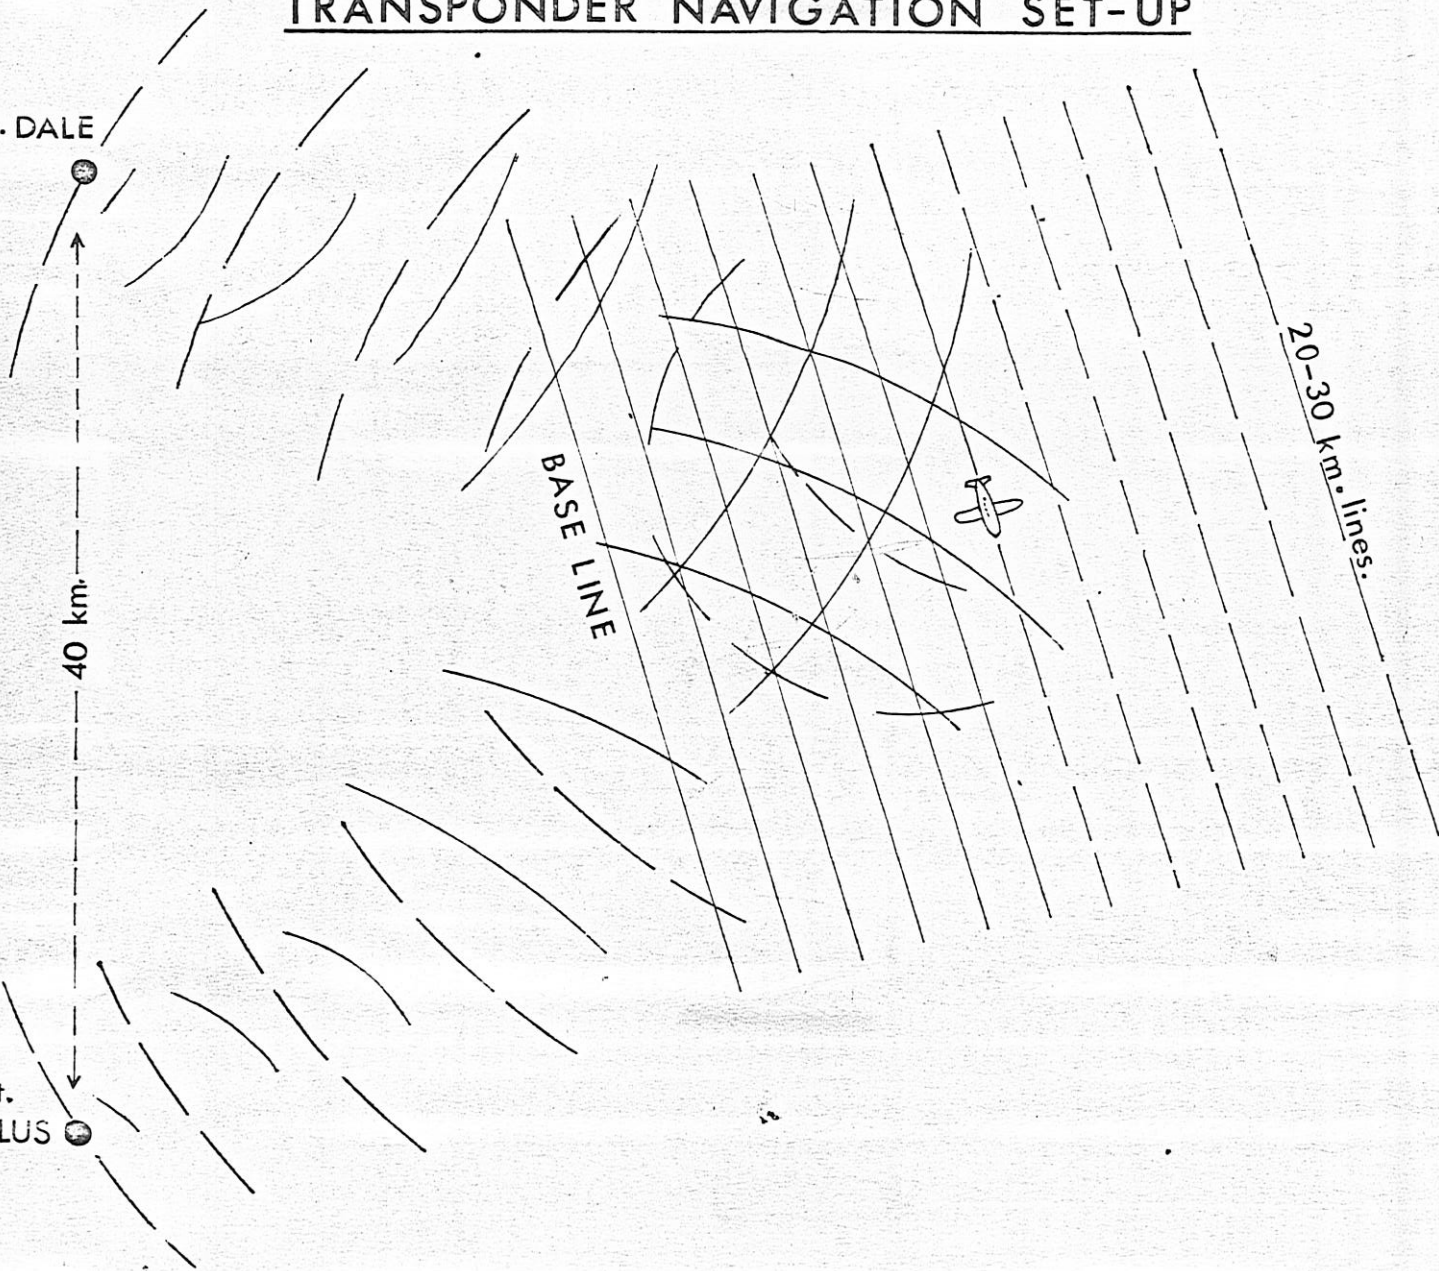 TRANSPONDER NAVIGATION SET-UP
. DALE
40 km.
BASE LINE
20-30 km. lines.
t.
LUS